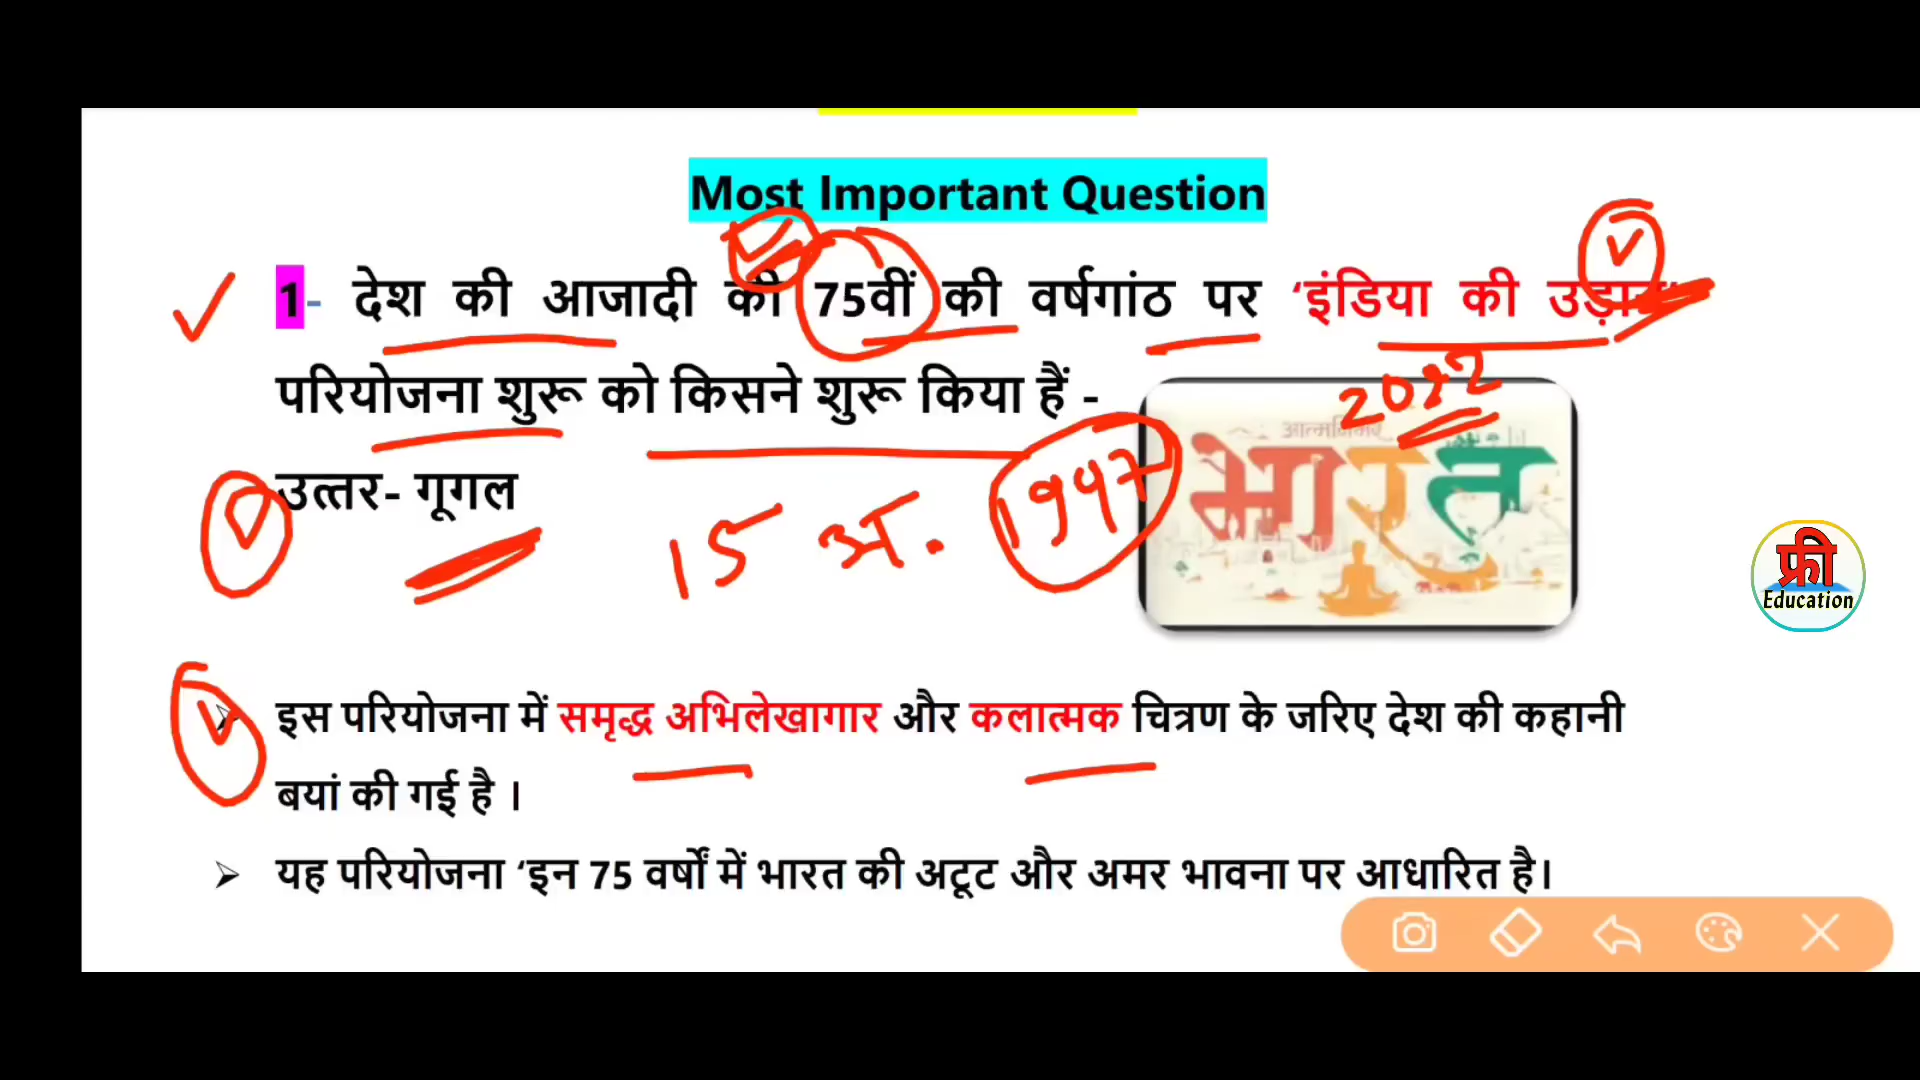 Most Important Question
1- देश की आजादी की 75वीं की वर्षगांठ पर ‘इंडिया की उड़ान’
परियोजना शुरू को किसने शुरू किया हैं -
2022
उत्तर- गूगल
15 अ. 1947
आत्मनिर्भर
भारत
फ्री
Education
इस परियोजना में समृद्ध अभिलेखागार और कलात्मक चित्रण के जरिए देश की कहानी
बयां की गई है ।
यह परियोजना ‘इन 75 वर्षों में भारत की अटूट और अमर भावना पर आधारित है।